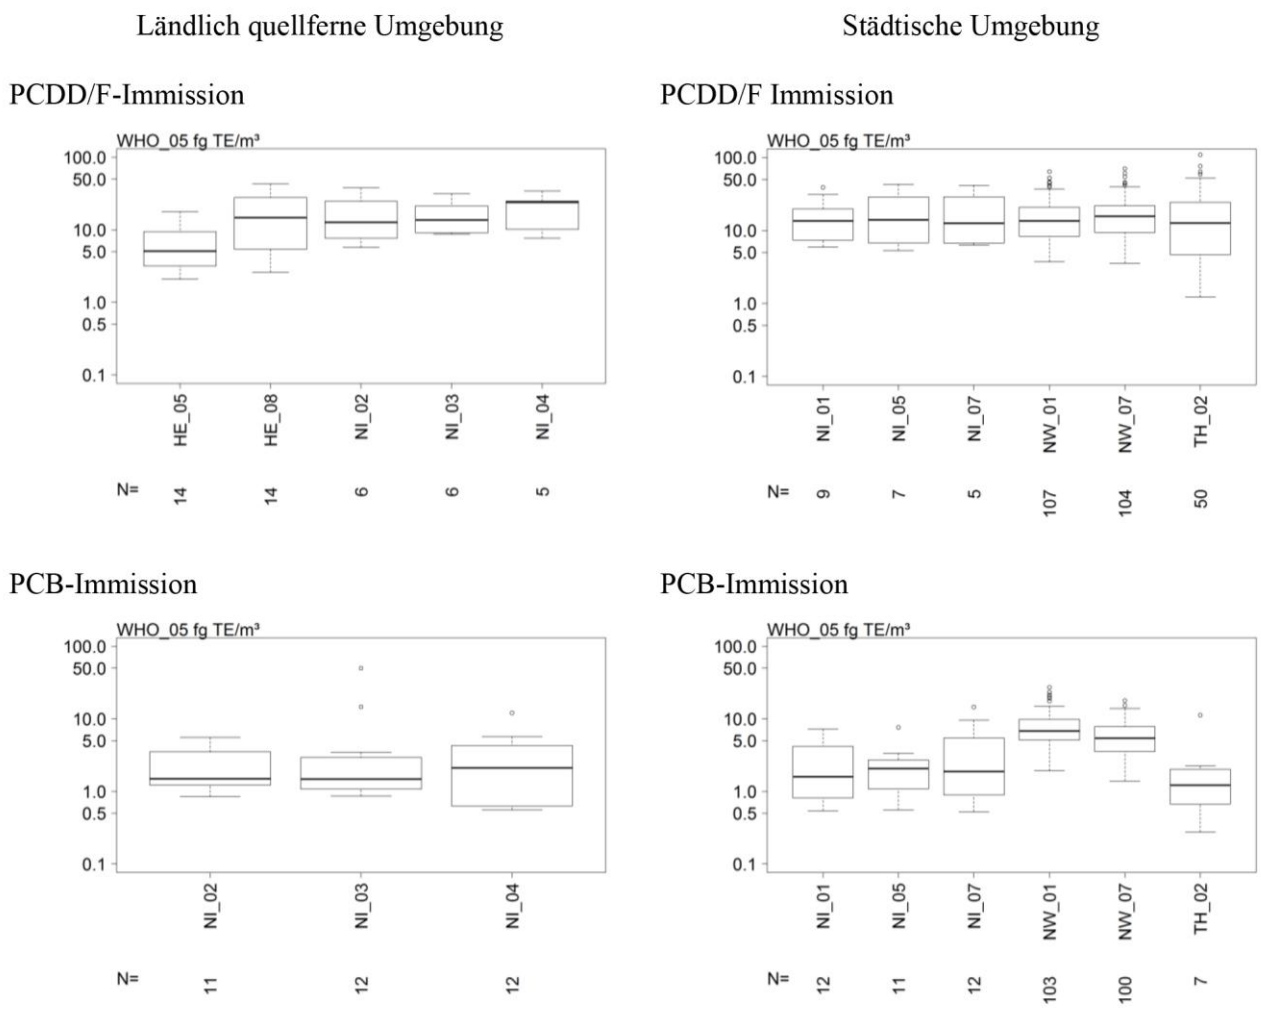 Ländlich quellferne Umgebung
Städtische Umgebung
PCDD/F-Immission
WHO_05 fg TE/m³
100.0
50.0
10.0
5.0
1.0
0.5
0.1
HE_05
HE_08
NI_02
NI_03
NI_04
N=
14
14
6
6
5
PCDD/F Immission
WHO_05 fg TE/m³
100.0
50.0
10.0
5.0
1.0
0.5
0.1
NI_01
NI_05
NI_07
NW_01
NW_07
TH_02
N=
9
7
5
107
104
50
PCB-Immission
WHO_05 fg TE/m³
100.0
50.0
10.0
5.0
1.0
0.5
0.1
NI_02
NI_03
NI_04
N=
11
12
12
PCB-Immission
WHO_05 fg TE/m³
100.0
50.0
10.0
5.0
1.0
0.5
0.1
NI_01
NI_05
NI_07
NW_01
NW_07
TH_02
N=
12
11
12
103
100
7